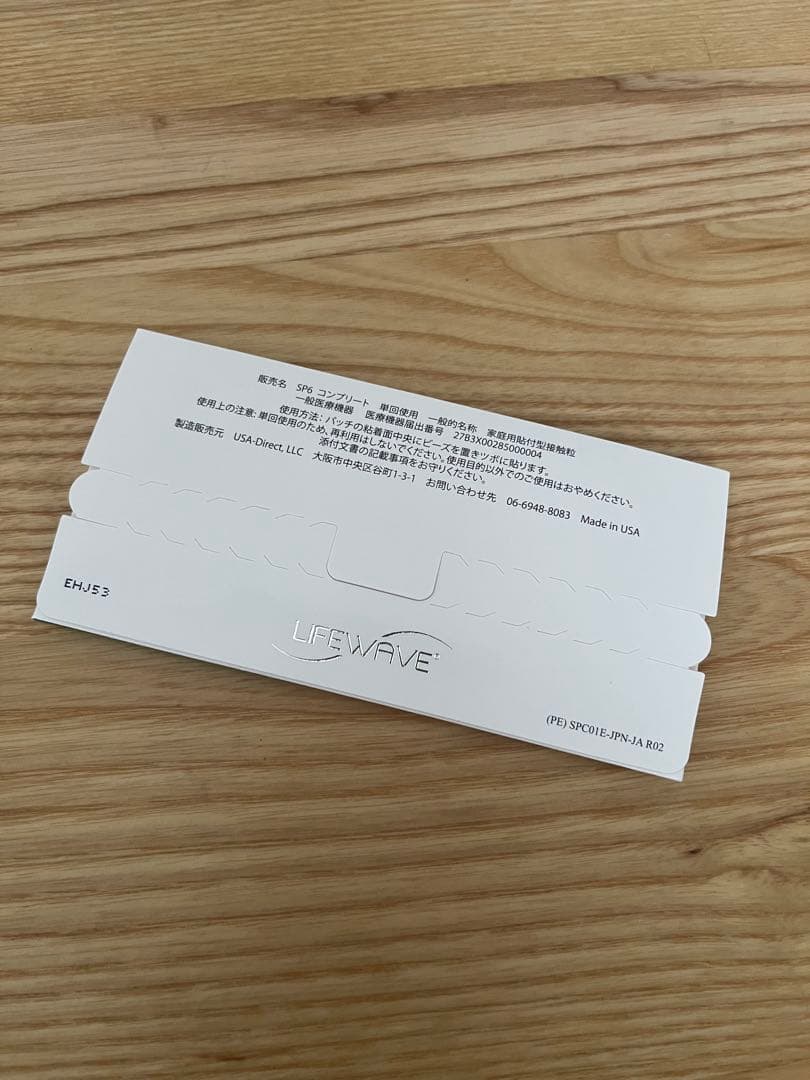 販売名 SP6 コンプリート 単回使用 一般的名称 家庭用貼付型接触粒
一般医療機器 医療機器届出番号 27B3X00285000004
使用方法：パッチの粘着面中央にビーズを置きツボに貼ります。
使用上の注意：単回使用のため、再利用はしないでください。使用目的以外でのご使用はおやめください。
添付文書の記載事項をお守りください。
製造販売元 USA-Direct, LLC 大阪市中央区谷町1-3-1 お問い合わせ先 06-6948-8083 Made in USA
EHJ53
LIFEWAVE
(PE) SPC01E-JPN-JA R02